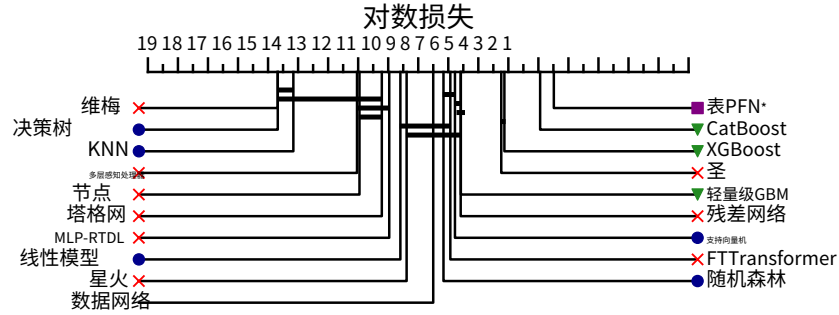 对数损失
19 18 17 16 15 14 13 12 11 10 9 8 7 6 5 4 3 2 1
维梅
决策树
KNN
多层感知处理器
节点
塔格网
MLP-RTDL
线性模型
星火
数据网络
表PFN*
CatBoost
XGBoost
圣
轻量级GBM
残差网络
支持向量机
FTTransformer
随机森林